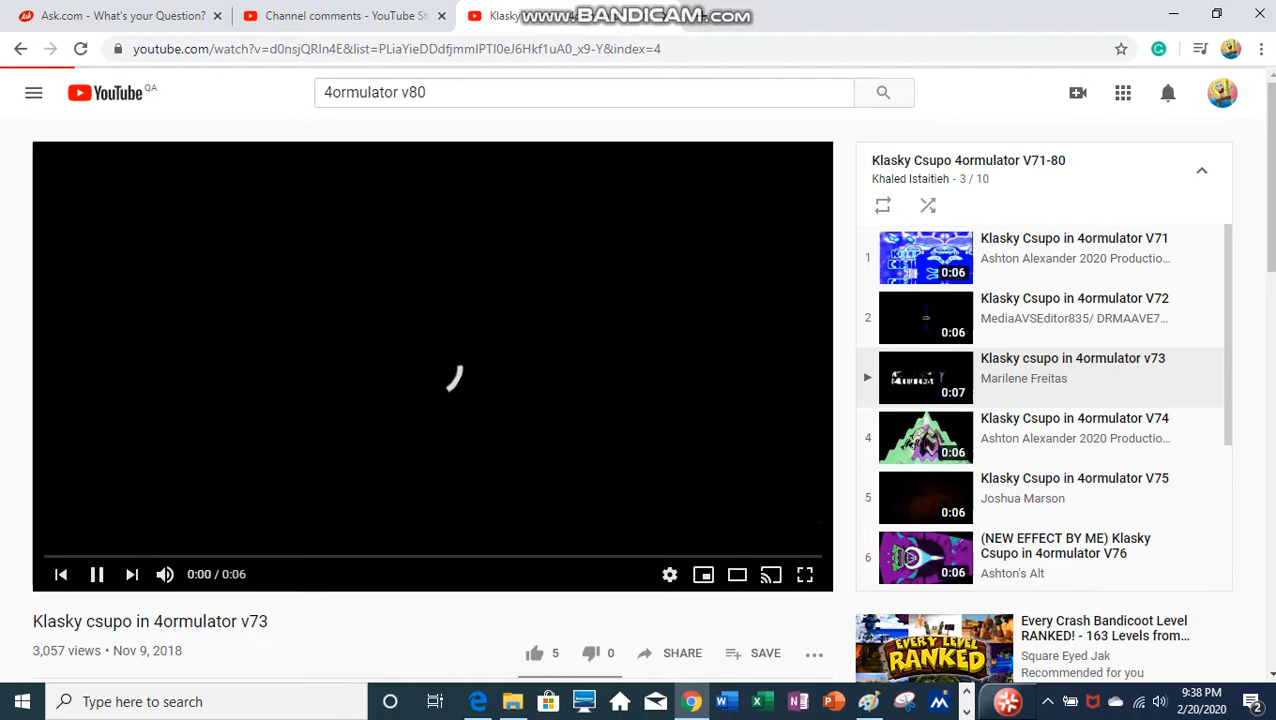 Ask.com - What's your Question?
Channel comments - YouTube St
Klasky
www.BANDICAM.com
youtube.com/watch?v=d0nsjQRIn4E&list=PLiaYieDDdfjmmIPTI0eJ6Hkf1uA0_x9-Y&index=4
YouTube QA
4ormulator v80
Klasky Csupo 4ormulator V71-80
Khaled Istaitieh - 3 / 10
1
Klasky Csupo in 4ormulator V71
Ashton Alexander 2020 Productio...
0:06
2
Klasky Csupo in 4ormulator V72
MediaAVSEditor835/ DRMAAVE7...
0:06
Klasky csupo in 4ormulator v73
Marilene Freitas
0:07
4
Klasky Csupo in 4ormulator V74
Ashton Alexander 2020 Productio...
0:06
5
Klasky Csupo in 4ormulator V75
Joshua Marson
0:06
6
(NEW EFFECT BY ME) Klasky
Csupo in 4ormulator V76
Ashton's Alt
0:06
0:00 / 0:06
Klasky csupo in 4ormulator v73
3,057 views • Nov 9, 2018
5
0
SHARE
SAVE
EVERY LEVEL
RANKED!
Every Crash Bandicoot Level
RANKED! - 163 Levels from...
Square Eyed Jak
Recommended for you
Type here to search
9:38 PM
2/20/2020
2